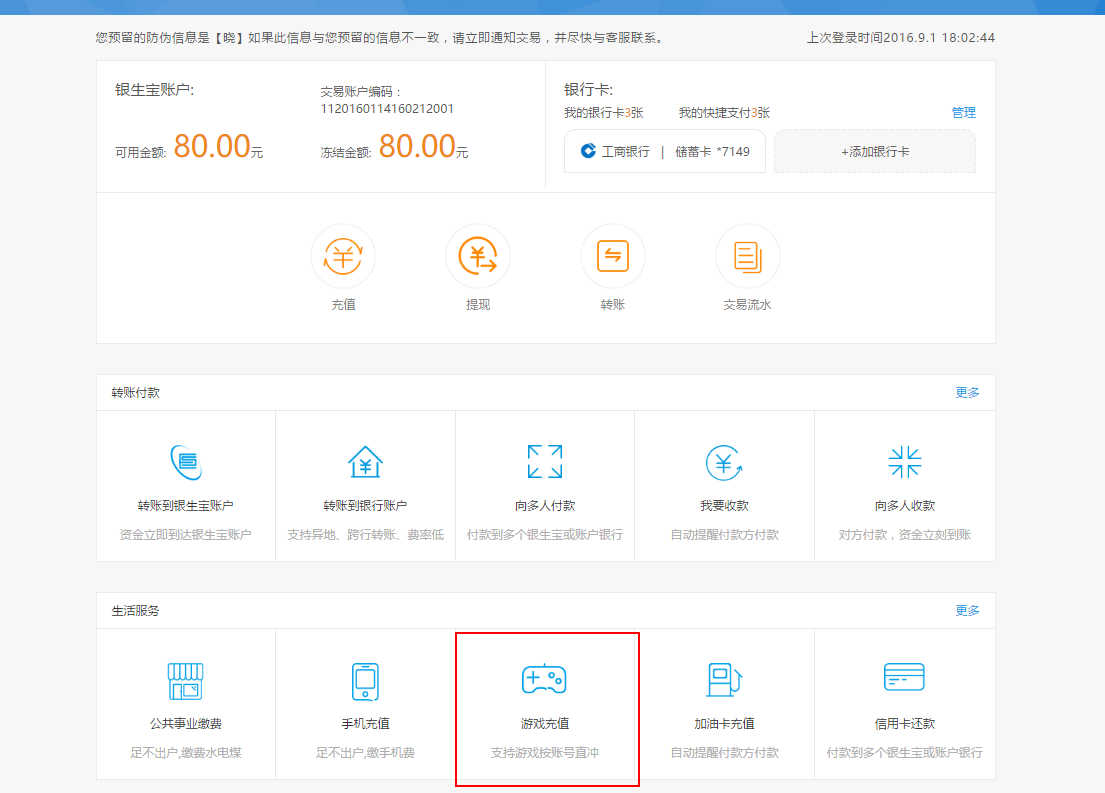 您预留的防伪信息是【晓】如果此信息与您预留的信息不一致，请立即通知交易，并尽快与客服联系。
上次登录时间2016.9.1 18:02:44
银生宝账户:
交易账户编码：
1120160114160212001
可用金额: 80.00元
冻结金额: 80.00元
银行卡:
我的银行卡3张 我的快捷支付3张
管理
工商银行 | 储蓄卡 *7149
+添加银行卡
充值
提现
转账
交易流水
转账付款
更多
转账到银生宝账户
资金立即到达银生宝账户
转账到银行账户
支持异地、跨行转账、费率低
向多人付款
付款到多个银生宝或账户银行
我要收款
自动提醒付款方付款
向多人收款
对方付款，资金立刻到账
生活服务
更多
公共事业缴费
足不出户,缴费水电煤
手机充值
足不出户,缴手机费
游戏充值
支持游戏按账号直冲
加油卡充值
自动提醒付款方付款
信用卡还款
付款到多个银生宝或账户银行